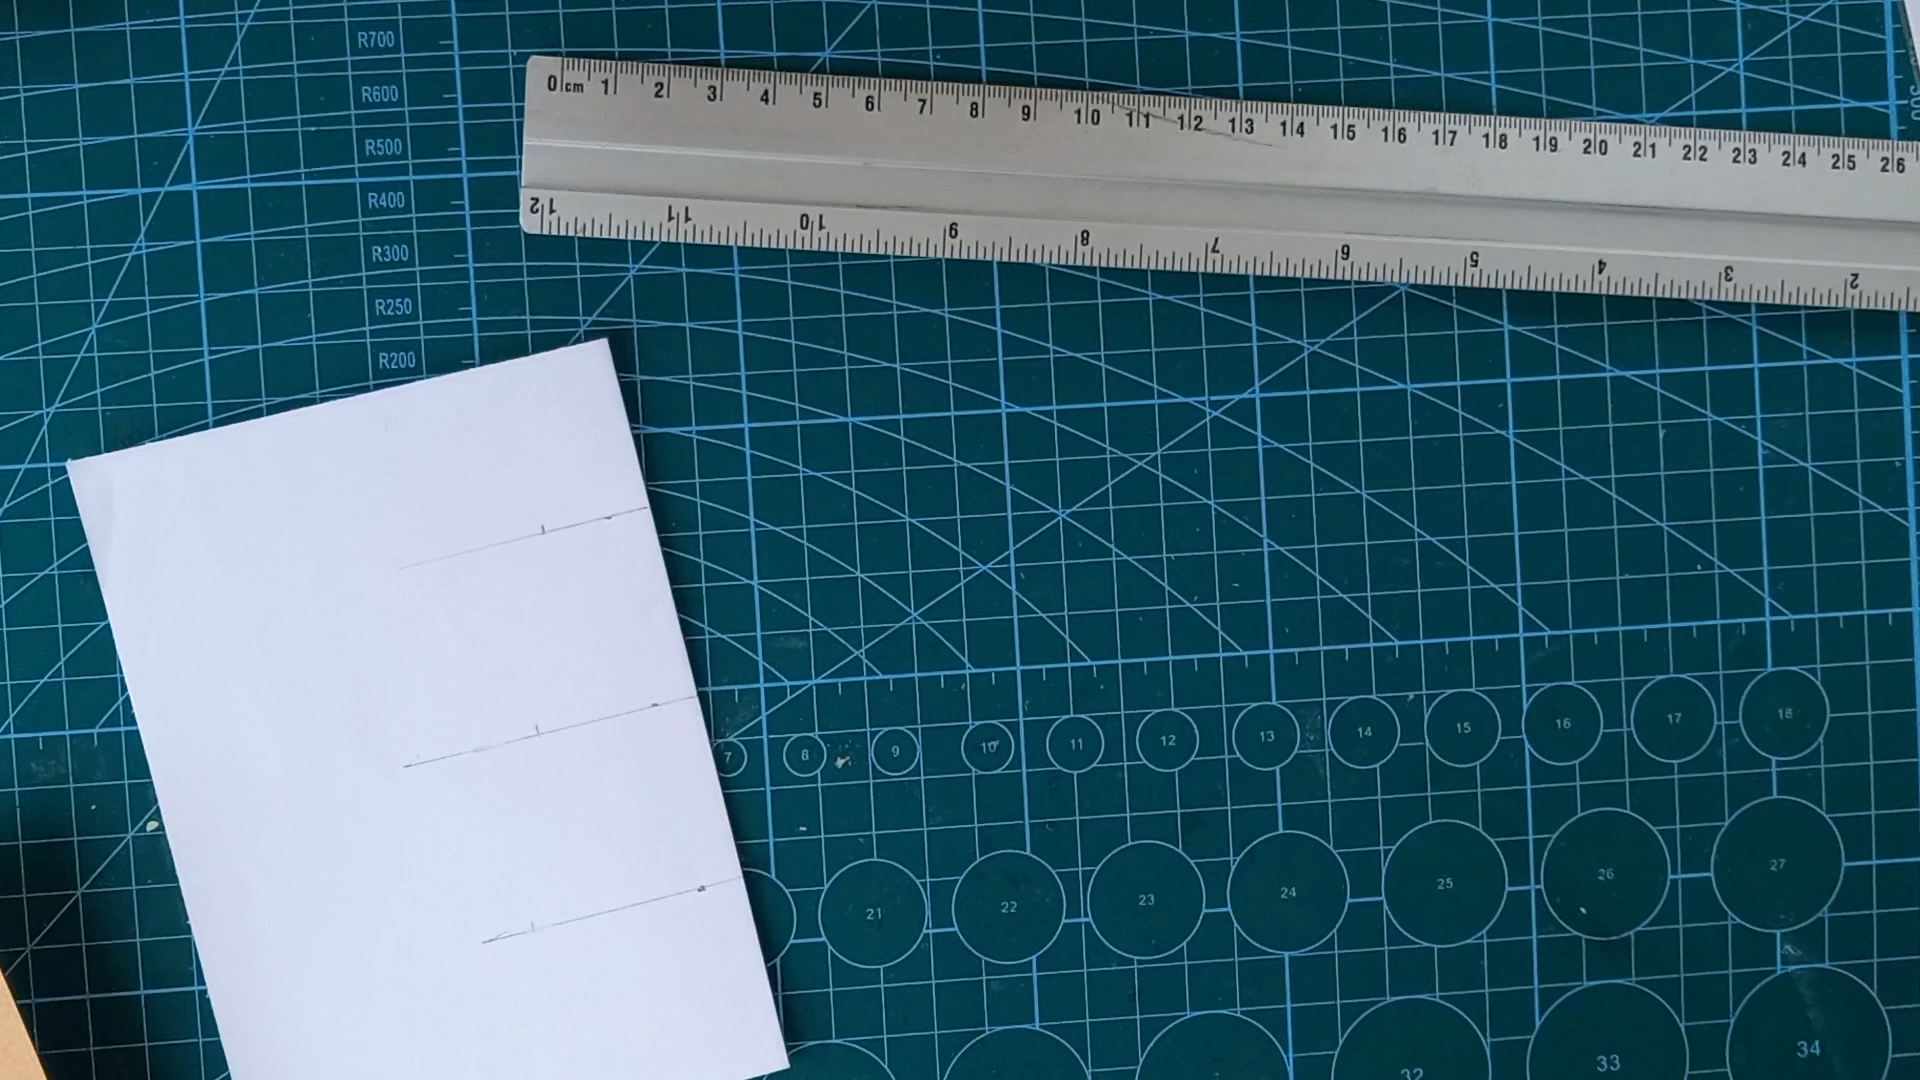 R700
R600
R500
R400
R300
R250
R200
0 cm 1 2 3 4 5 6 7 8 9 10 11 12 13 14 15 16 17 18 19 20 21 22 23 24 25 26
12 11 10 9 8 7 6 5 4 3 2
7 8 9 10 11 12 13 14 15 16 17 18
21 22 23 24 25 26 27
32 33 34